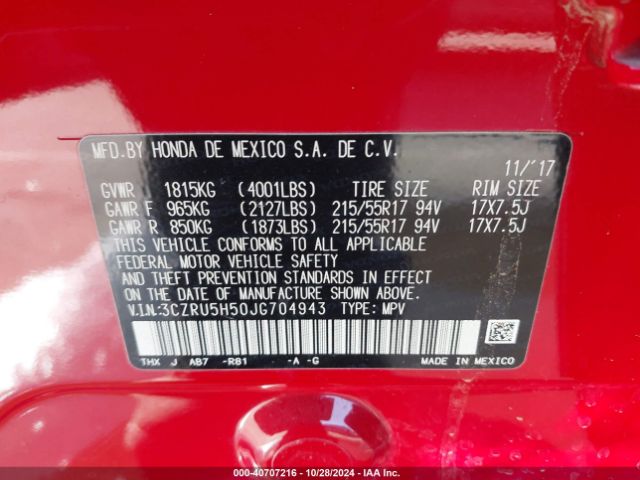 MFD.BY HONDA DE MEXICO S.A. DE C.V.
11/'17
GVWR 1815KG (4001LBS) TIRE SIZE RIM SIZE
GAWR F 965KG (2127LBS) 215/55R17 94V 17X7.5J
GAWR R 850KG (1873LBS) 215/55R17 94V 17X7.5J
THIS VEHICLE CONFORMS TO ALL APPLICABLE
FEDERAL MOTOR VEHICLE SAFETY
AND THEFT PREVENTION STANDARDS IN EFFECT
ON THE DATE OF MANUFACTURE SHOWN ABOVE.
V.I.N:3CZRU5H50JG704943 TYPE: MPV
THX J AB7 -R81 -A -G MADE IN MEXICO
000-40707216 | 10/28/2024 | IAA Inc.